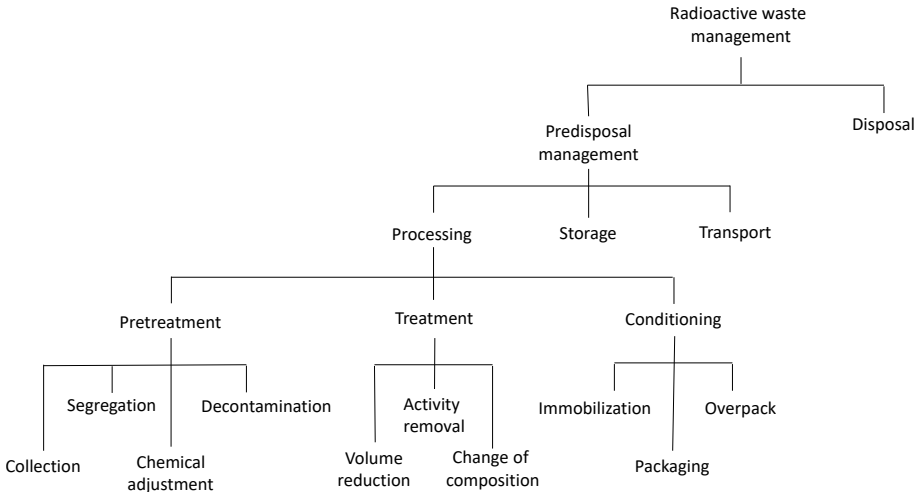 Radioactive waste
management
Disposal
Predisposal
management
Processing
Storage
Transport
Pretreatment
Treatment
Conditioning
Segregation
Decontamination
Activity
removal
Immobilization
Overpack
Collection
Chemical
adjustment
Volume
reduction
Change of
composition
Packaging